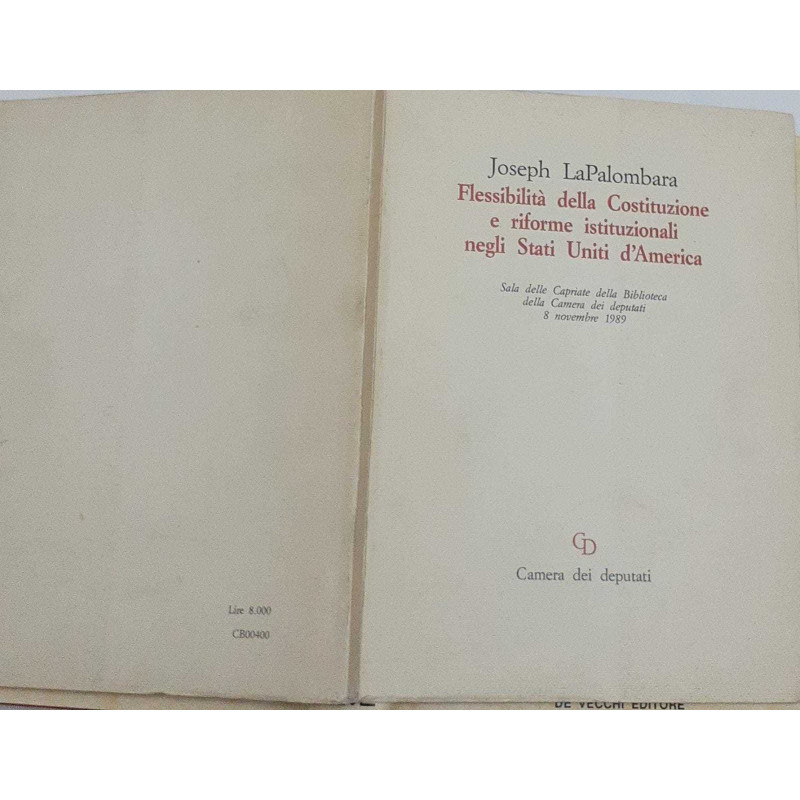 Lire 8.000
CB00400
Joseph LaPalombara
Flessibilità della Costituzione
e riforme istituzionali
negli Stati Uniti d'America
Sala delle Capriate della Biblioteca
della Camera dei deputati
8 novembre 1989
CD
Camera dei deputati
DE VECCHI EDITORE